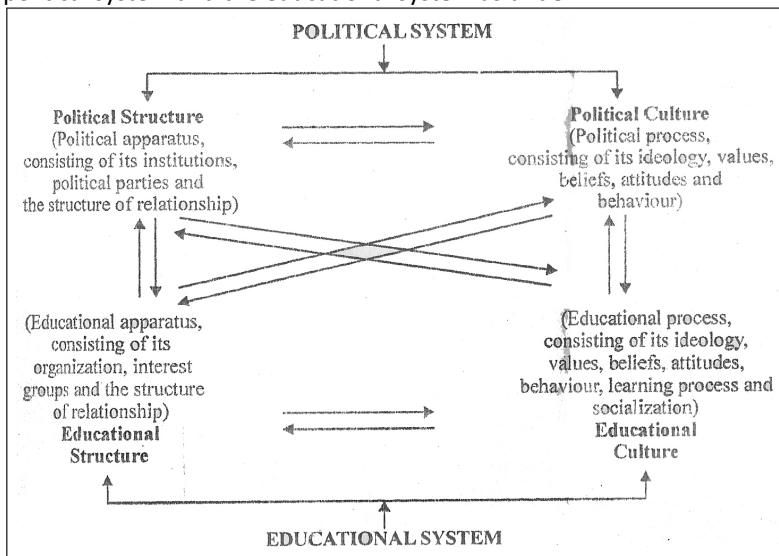 POLITICAL SYSTEM
Political Structure
(Political apparatus,
consisting of its institutions,
political parties and
the structure of relationship)
Political Culture
(Political process,
consisting of its ideology, values,
beliefs, attitudes and
behaviour)
(Educational apparatus,
consisting of its
organization, interest
groups and the structure
of relationship)
Educational
Structure
(Educational process,
consisting of its ideology,
values, beliefs, attitudes,
behaviour, learning process and
socialization)
Educational
Culture
EDUCATIONAL SYSTEM